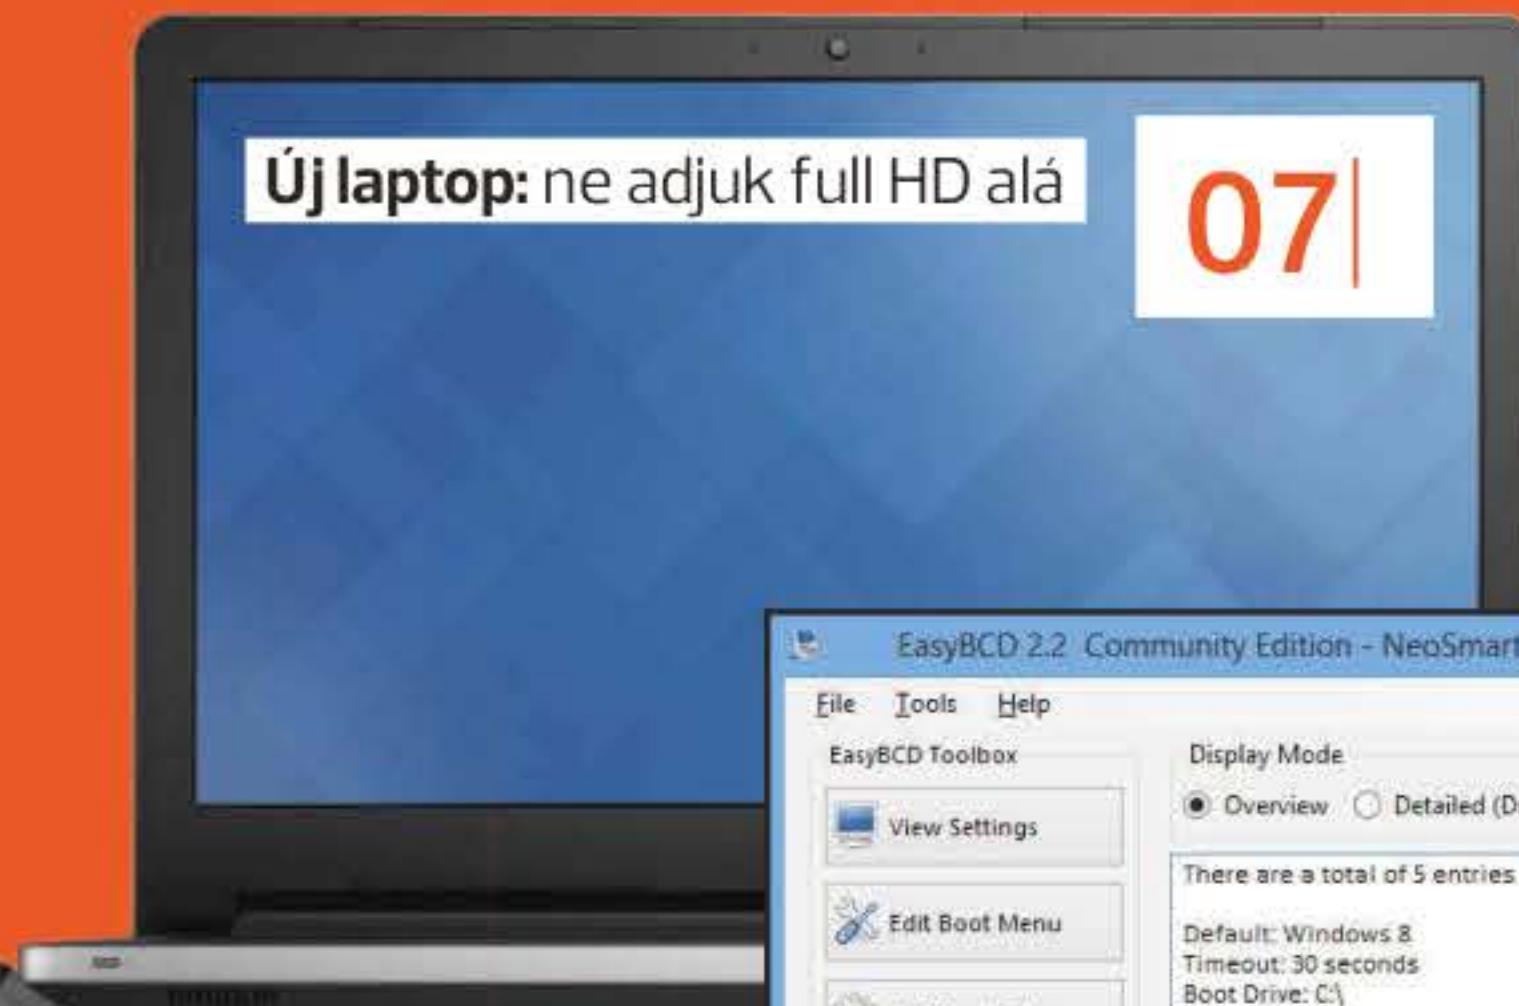 Új laptop: ne adjuk full HD alá
07|
EasyBCD 2.2 Community Edition - NeoSmart
File Tools Help
EasyBCD Toolbox
View Settings
Edit Boot Menu
Display Mode
Overview Detailed (D
There are a total of 5 entries
Default: Windows 8
Timeout: 30 seconds
Boot Drive: C:\